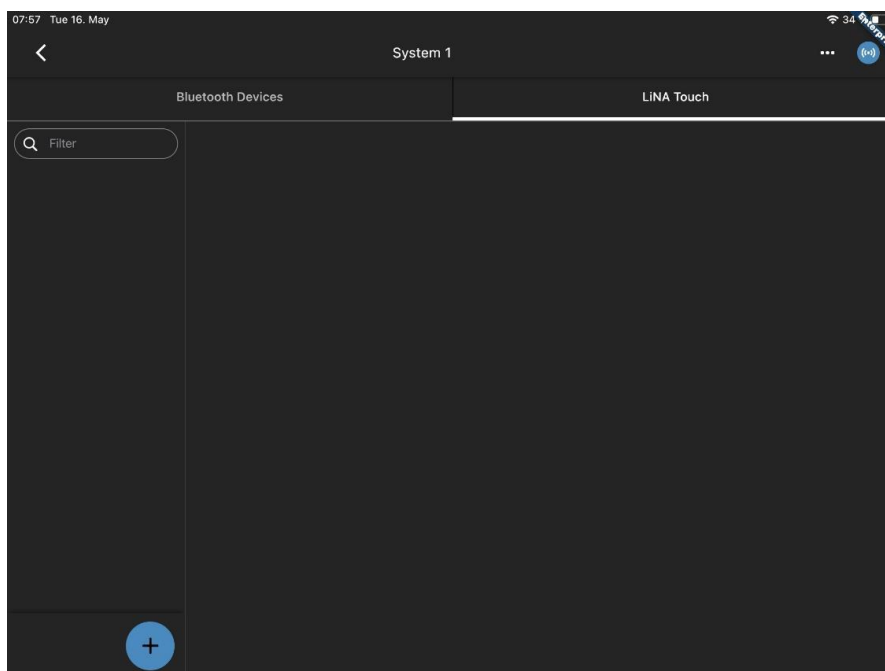 07:57 Tue 16. May
34
System 1
Bluetooth Devices
LiNA Touch
Filter